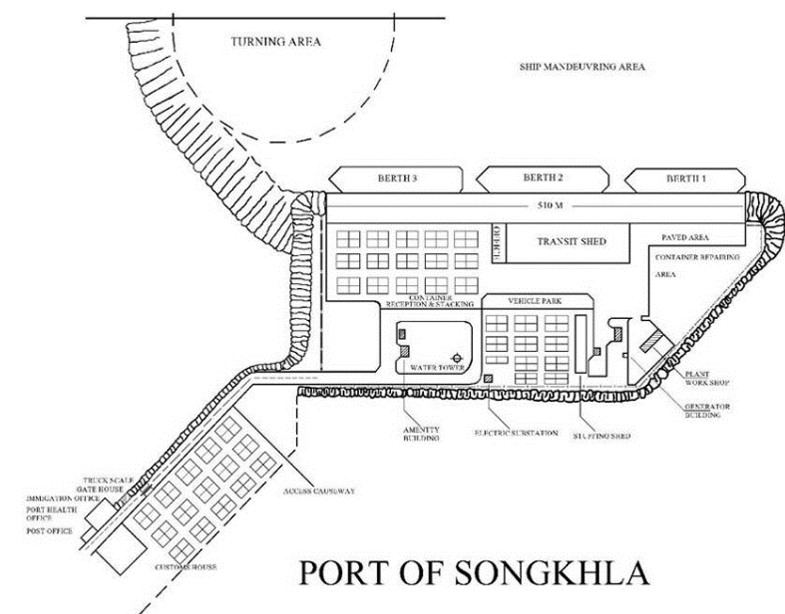 TURNING AREA
SHIP MANDEUVRING AREA
BERTH 3
BERTH 2
BERTH 1
510 M
OFFICE
TRANSIT SHED
PAVED AREA
CONTAINER REPAIRING
AREA
CONTAINER
RECEPTION & STACKING
VEHICLE PARK
WATER TOWER
PLANT
WORK SHOP
GENERATOR
BUILDING
AMENTTY
BUILDING
ELECTRIC SUBSTATION
STUFFING SHED
TRUCK SCALE
GATE HOUSE
IMMIGATION OFFICE
PORT HEALTH
OFFICE
POST OFFICE
ACCESS CAUSEWAY
CUSTOMS HOUSE
PORT OF SONGKHLA